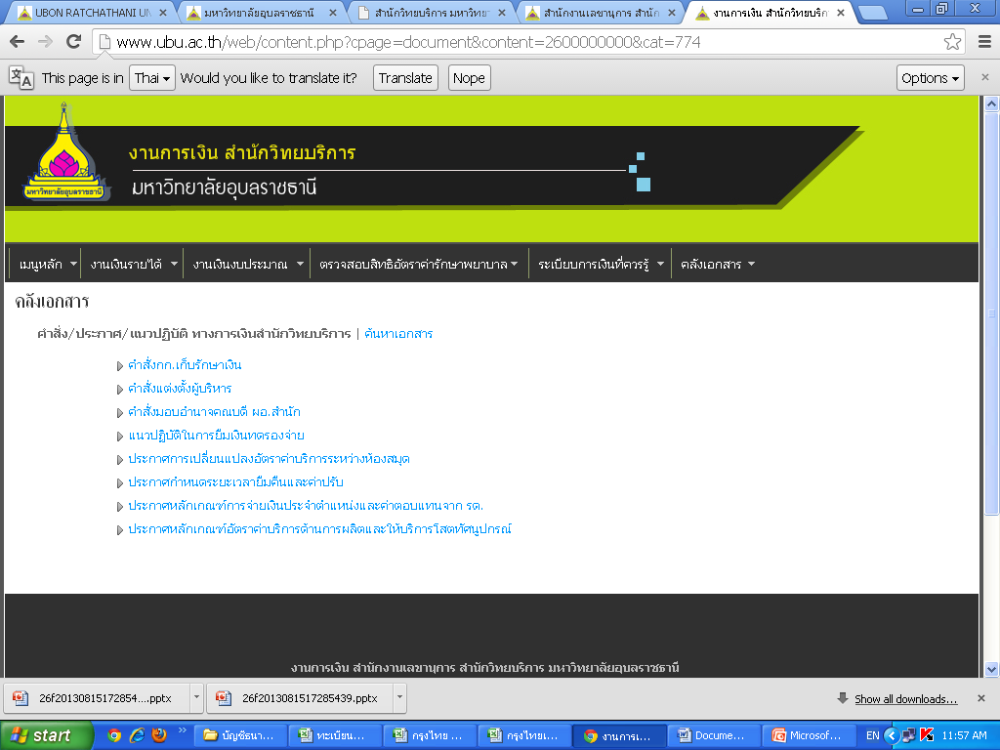 UBON RATCHATHANI UN
มหาวิทยาลัยอุบลราชธานี
สำนักวิทยบริการ มหาวิทยา
สำนักงานเลขานุการ สำนัก
งานการเงิน สำนักวิทยบริก
www.ubu.ac.th/web/content.php?cpage=document&content=2600000000&cat=774
This page is in Thai Would you like to translate it? Translate Nope Options
งานการเงิน สำนักวิทยบริการ
มหาวิทยาลัยอุบลราชธานี
มหาวิทยาลัยอุบลราชธานี
เมนูหลัก งานเงินรายได้ งานเงินงบประมาณ ตรวจสอบสิทธิอัตราค่ารักษาพยาบาล ระเบียบการเงินที่ควรรู้ คลังเอกสาร
คลังเอกสาร
คำสั่ง/ประกาศ/แนวปฏิบัติ ทางการเงินสำนักวิทยบริการ | ค้นหาเอกสาร
คำสั่งกก.เก็บรักษาเงิน
คำสั่งแต่งตั้งผู้บริหาร
คำสั่งมอบอำนาจคณบดี ผอ.สำนัก
แนวปฏิบัติในการยืมเงินทดรองจ่าย
ประกาศการเปลี่ยนแปลงอัตราค่าบริการระหว่างห้องสมุด
ประกาศกำหนดระยะเวลายืมคืนและค่าปรับ
ประกาศหลักเกณฑ์การจ่ายเงินประจำตำแหน่งและค่าตอบแทนจาก รด.
ประกาศหลักเกณฑ์อัตราค่าบริการด้านการผลิตและให้บริการโสตทัศนูปกรณ์
งานการเงิน สำนักงานเลขานุการ สำนักวิทยบริการ มหาวิทยาลัยอุบลราชธานี
26f20130815172854....pptx 26f2013081517285439.pptx Show all downloads...
start บัญชีธนา... ทะเบียน... กรุงไทย ... กรุงไทยเ... งานการเ... Docume... Microsof... EN 11:57 AM